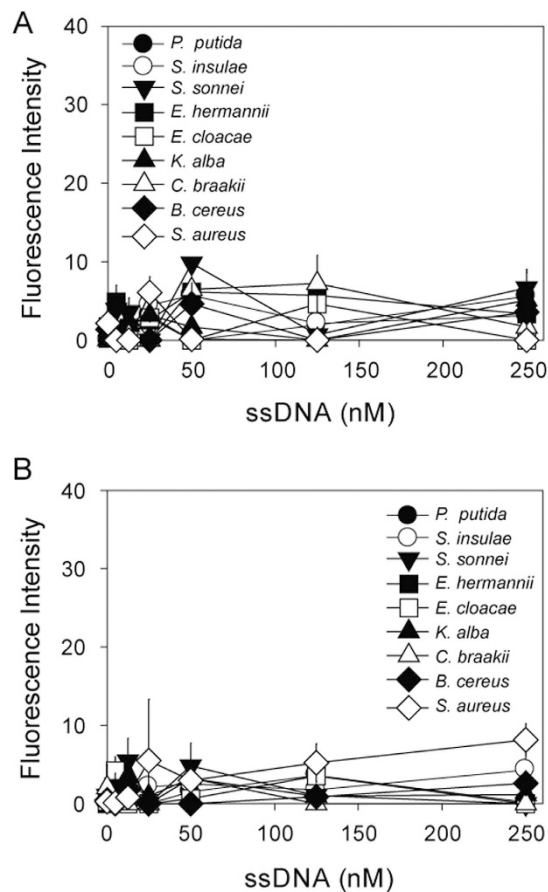 A
40
30
20
10
0
Fluorescence Intensity
P. putida
S. insulae
S. sonnei
E. hermannii
E. cloacae
K. alba
C. braakii
B. cereus
S. aureus
0 50 100 150 200 250
ssDNA (nM)
B
40
30
20
10
0
Fluorescence Intensity
P. putida
S. insulae
S. sonnei
E. hermannii
E. cloacae
K. alba
C. braakii
B. cereus
S. aureus
0 50 100 150 200 250
ssDNA (nM)